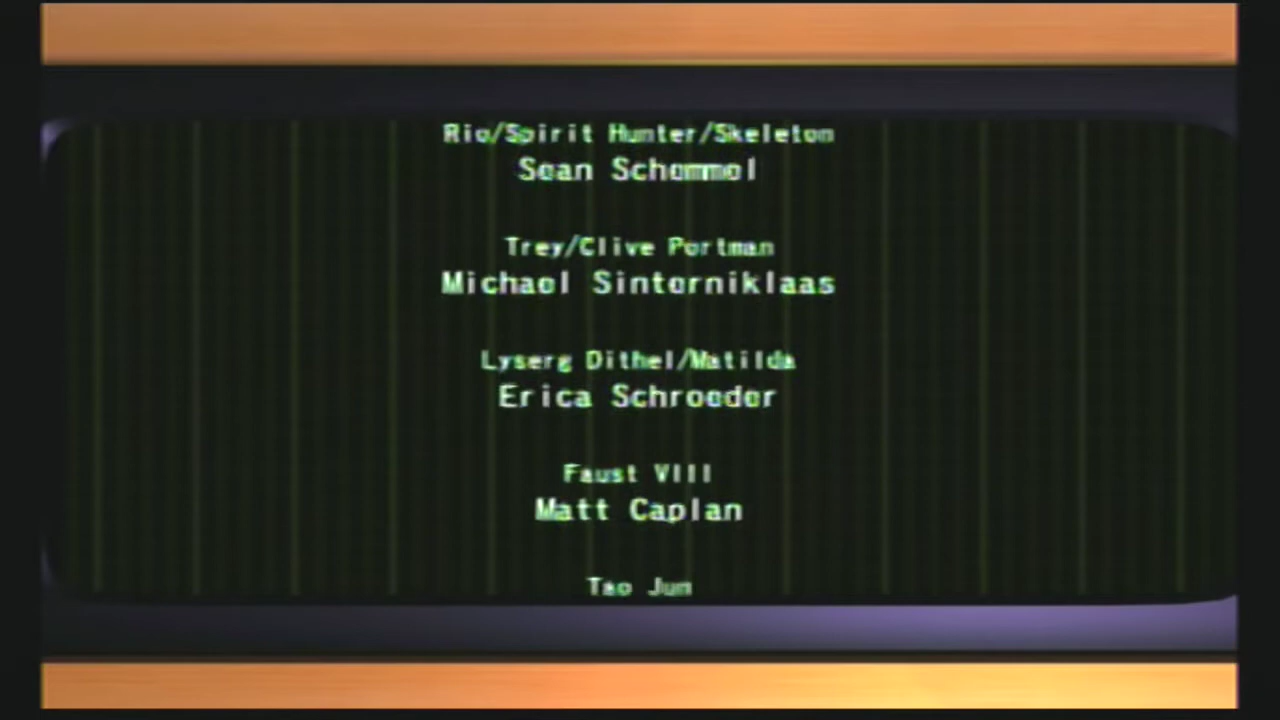 Rio/Spirit Hunter/Skeleton
Sean Schemmel
Trey/Clive Portman
Michael Sinterniklaas
Lyserg Dithel/Matilda
Erica Schroeder
Faust VIII
Matt Caplan
Tao Jun